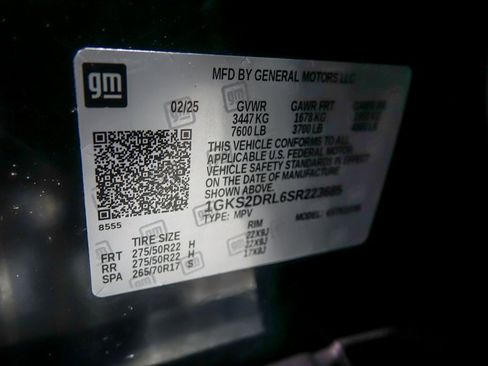 gm
MFD BY GENERAL MOTORS LLC
02/25 GVWR GAWR FRT GAWR RR
3447 KG 1678 KG
7600 LB 3700 LB
THIS VEHICLE CONFORMS TO ALL
APPLICABLE U.S. FEDERAL MOTOR
VEHICLE SAFETY STANDARDS IN EFFECT
ON THE DATE OF MANUFACTURE
SHOWN ABOVE.
1GKS2DRL6SR223685
8555 TYPE: MPV MODEL:
TIRE SIZE RIM
FRT 275/50R22 H 22X9J
RR 275/50R22 H 22X9J
SPA 265/70R17 S 17X8J